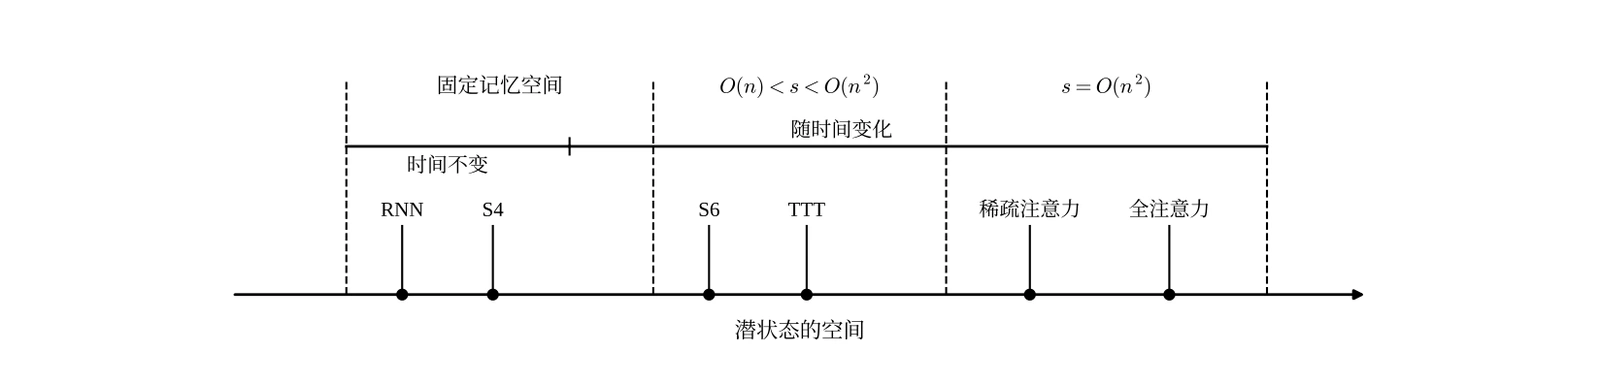 固定记忆空间
O(n) < s < O(n²)
s = O(n²)
随时间变化
时间不变
RNN
S4
S6
TTT
稀疏注意力
全注意力
潜状态的空间